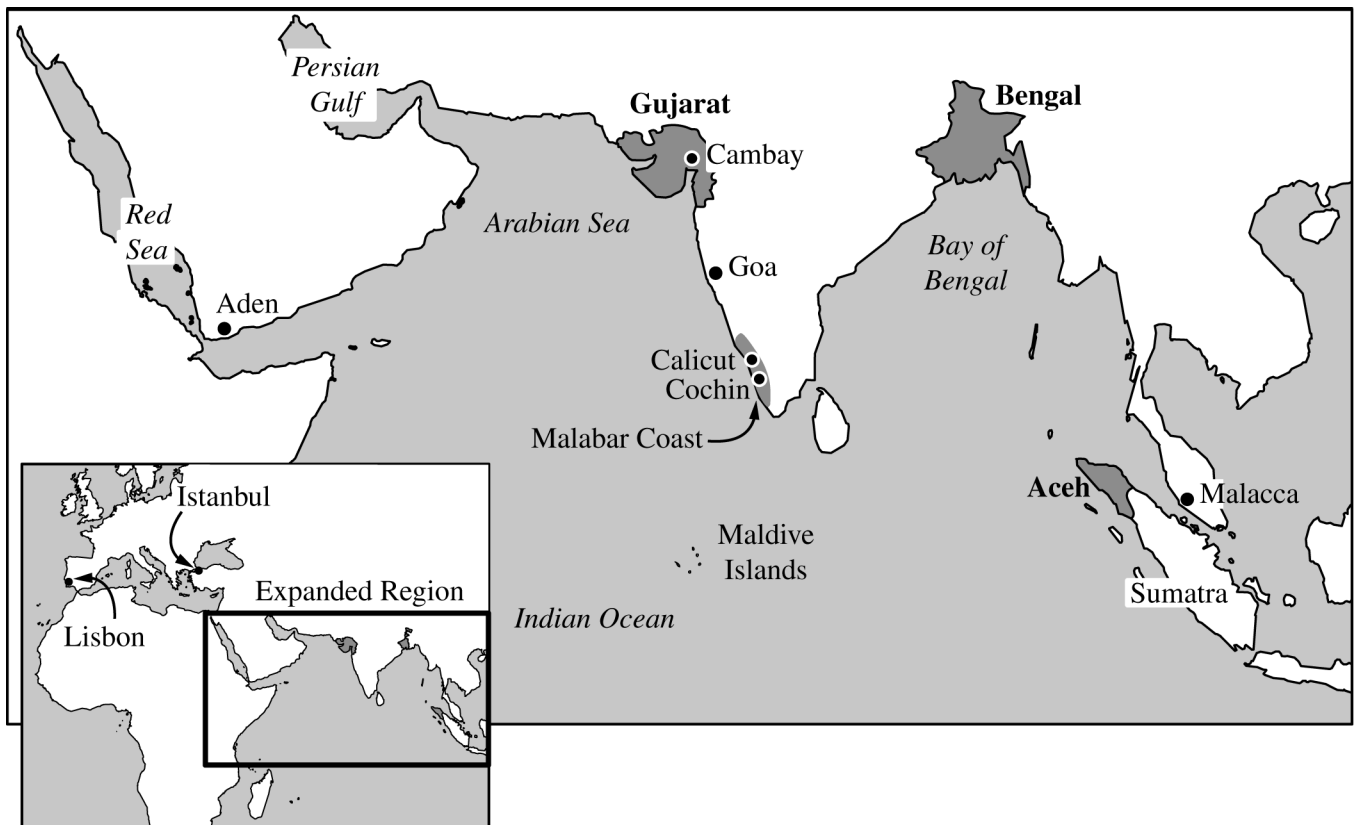 Persian
Gulf
Gujarat
Bengal
Cambay
Red
Sea
Arabian Sea
Bay of
Bengal
Goa
Aden
Calicut
Cochin
Malabar Coast
Aceh
Malacca
Maldive
Islands
Sumatra
Indian Ocean
Istanbul
Expanded Region
Lisbon